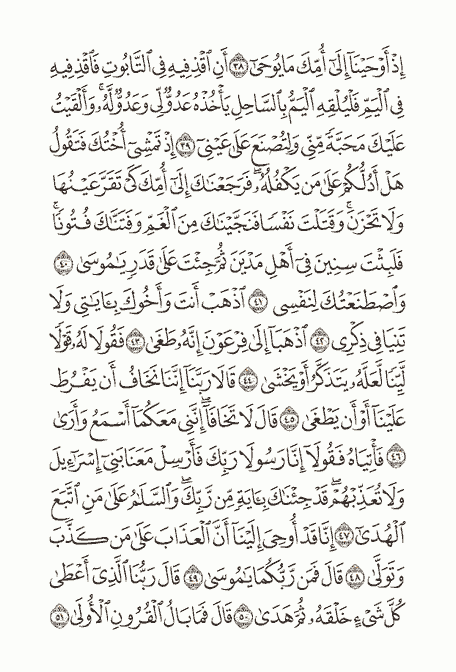 إِذْ أَوْحَيْنَآ إِلَىٰٓ أُمِّكَ مَا يُوحَىٰٓ ٣٨ أَنِ ٱقْذِفِيهِ فِى ٱلتَّابُوتِ فَٱقْذِفِيهِ
فِى ٱلْيَمِّ فَلْيُلْقِهِ ٱلْيَمُّ بِٱلسَّاحِلِ يَأْخُذْهُ عَدُوٌّ لِّى وَعَدُوٌّ لَّهُۥ ۚ وَأَلْقَيْتُ
عَلَيْكَ مَحَبَّةً مِّنِّى وَلِتُصْنَعَ عَلَىٰ عَيْنِىٓ ٣٩ إِذْ تَمْشِىٓ أُخْتُكَ فَتَقُولُ
هَلْ أَدُلُّكُمْ عَلَىٰ مَن يَكْفُلُهُۥ ۖ فَرَجَعْنَٰكَ إِلَىٰٓ أُمِّكَ كَىْ تَقَرَّ عَيْنُهَا
وَلَا تَحْزَنَ ۚ وَقَتَلْتَ نَفْسًا فَنَجَّيْنَٰكَ مِنَ ٱلْغَمِّ وَفَتَنَّٰكَ فُتُونًا ۚ
فَلَبِثْتَ سِنِينَ فِىٓ أَهْلِ مَدْيَنَ ثُمَّ جِئْتَ عَلَىٰ قَدَرٍ يَٰمُوسَىٰ ٤٠
وَٱصْطَنَعْتُكَ لِنَفْسِى ٤١ ٱذْهَبْ أَنتَ وَأَخُوكَ بِـَٔايَٰتِى وَلَا
تَنِيَا فِى ذِكْرِى ٤٢ ٱذْهَبَآ إِلَىٰ فِرْعَوْنَ إِنَّهُۥ طَغَىٰ ٤٣ فَقُولَا لَهُۥ قَوْلًا
لَّيِّنًا لَّعَلَّهُۥ يَتَذَكَّرُ أَوْ يَخْشَىٰ ٤٤ قَالَا رَبَّنَآ إِنَّنَا نَخَافُ أَن يَفْرُطَ
عَلَيْنَآ أَوْ أَن يَطْغَىٰ ٤٥ قَالَ لَا تَخَافَآ ۖ إِنَّنِى مَعَكُمَآ أَسْمَعُ وَأَرَىٰ
٤٦ فَأْتِيَاهُ فَقُولَآ إِنَّا رَسُولَا رَبِّكَ فَأَرْسِلْ مَعَنَا بَنِىٓ إِسْرَٰٓءِيلَ
وَلَا تُعَذِّبْهُمْ ۖ قَدْ جِئْنَٰكَ بِـَٔايَةٍ مِّن رَّبِّكَ ۖ وَٱلسَّلَٰمُ عَلَىٰ مَنِ ٱتَّبَعَ
ٱلْهُدَىٰٓ ٤٧ إِنَّا قَدْ أُوحِىَ إِلَيْنَآ أَنَّ ٱلْعَذَابَ عَلَىٰ مَن كَذَّبَ
وَتَوَلَّىٰ ٤٨ قَالَ فَمَن رَّبُّكُمَا يَٰمُوسَىٰ ٤٩ قَالَ رَبُّنَا ٱلَّذِىٓ أَعْطَىٰ
كُلَّ شَىْءٍ خَلْقَهُۥ ثُمَّ هَدَىٰ ٥٠ قَالَ فَمَا بَالُ ٱلْقُرُونِ ٱلْأُولَىٰ ٥١